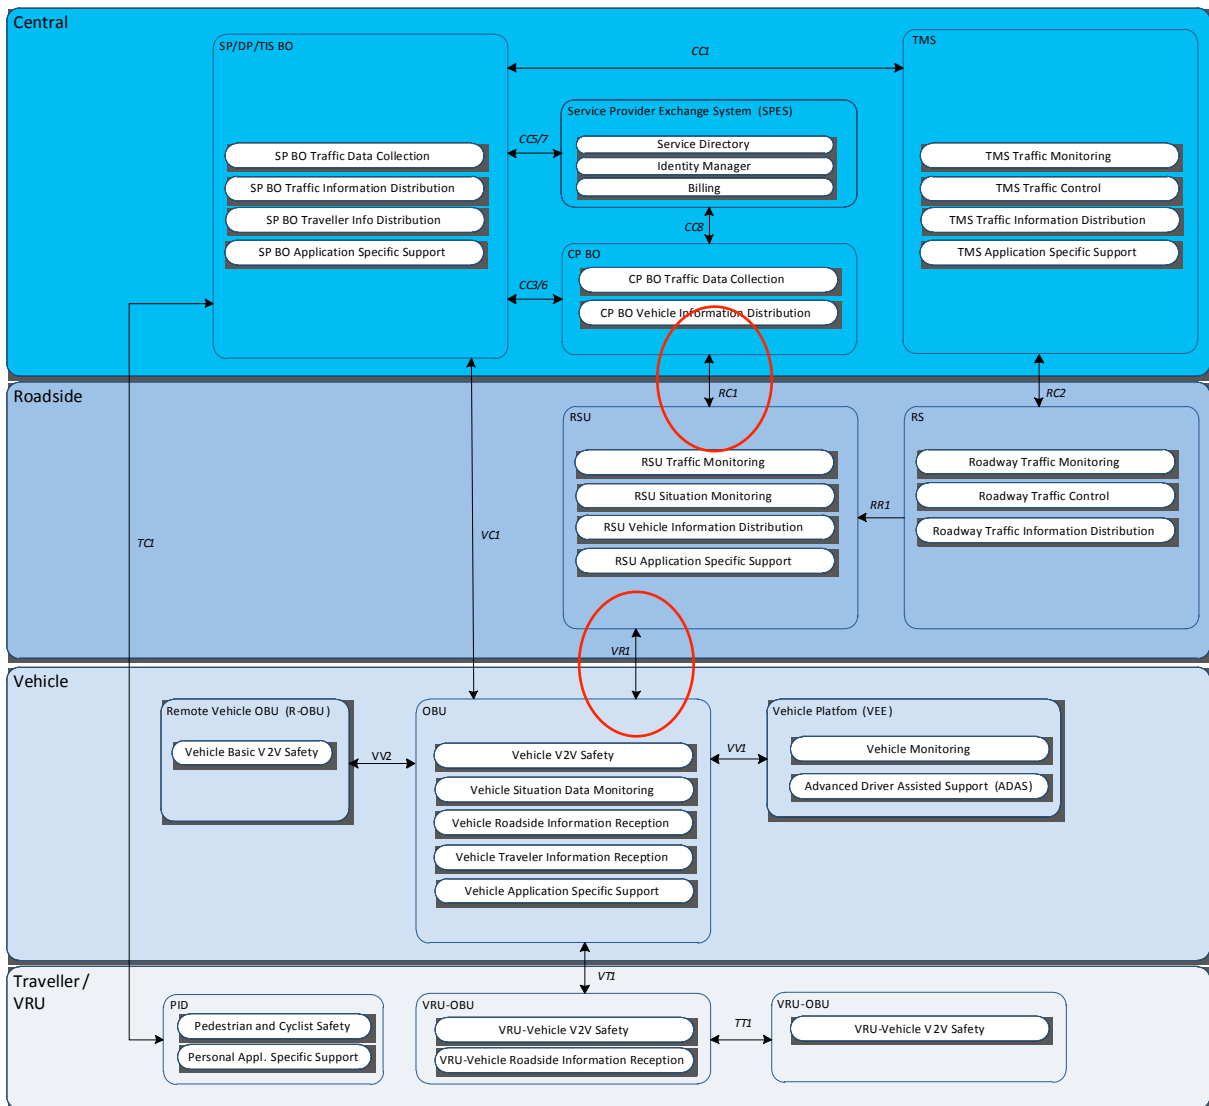 Central
SP/DP/TIS BO
TMS
CC1
Service Provider Exchange System (SPES)
Service Directory
Identity Manager
Billing
CC5/7
SP BO Traffic Data Collection
SP BO Traffic Information Distribution
SP BO Traveller Info Distribution
SP BO Application Specific Support
TMS Traffic Monitoring
TMS Traffic Control
TMS Traffic Information Distribution
TMS Application Specific Support
CC8
CP BO
CP BO Traffic Data Collection
CP BO Vehicle Information Distribution
CC3/6
RC1
RC2
Roadside
RSU
RSU Traffic Monitoring
RSU Situation Monitoring
RSU Vehicle Information Distribution
RSU Application Specific Support
RR1
RS
Roadway Traffic Monitoring
Roadway Traffic Control
Roadway Traffic Information Distribution
TC1
VC1
VR1
Vehicle
Remote Vehicle OBU (R-OBU)
Vehicle Basic V2V Safety
VV2
OBU
Vehicle V2V Safety
Vehicle Situation Data Monitoring
Vehicle Roadside Information Reception
Vehicle Traveler Information Reception
Vehicle Application Specific Support
VV1
Vehicle Platfom (VEE)
Vehicle Monitoring
Advanced Driver Assisted Support (ADAS)
VT1
Traveller /
VRU
PID
Pedestrian and Cyclist Safety
Personal Appl. Specific Support
VRU-OBU
VRU-Vehicle V2V Safety
VRU-Vehicle Roadside Information Reception
TT1
VRU-OBU
VRU-Vehicle V2V Safety